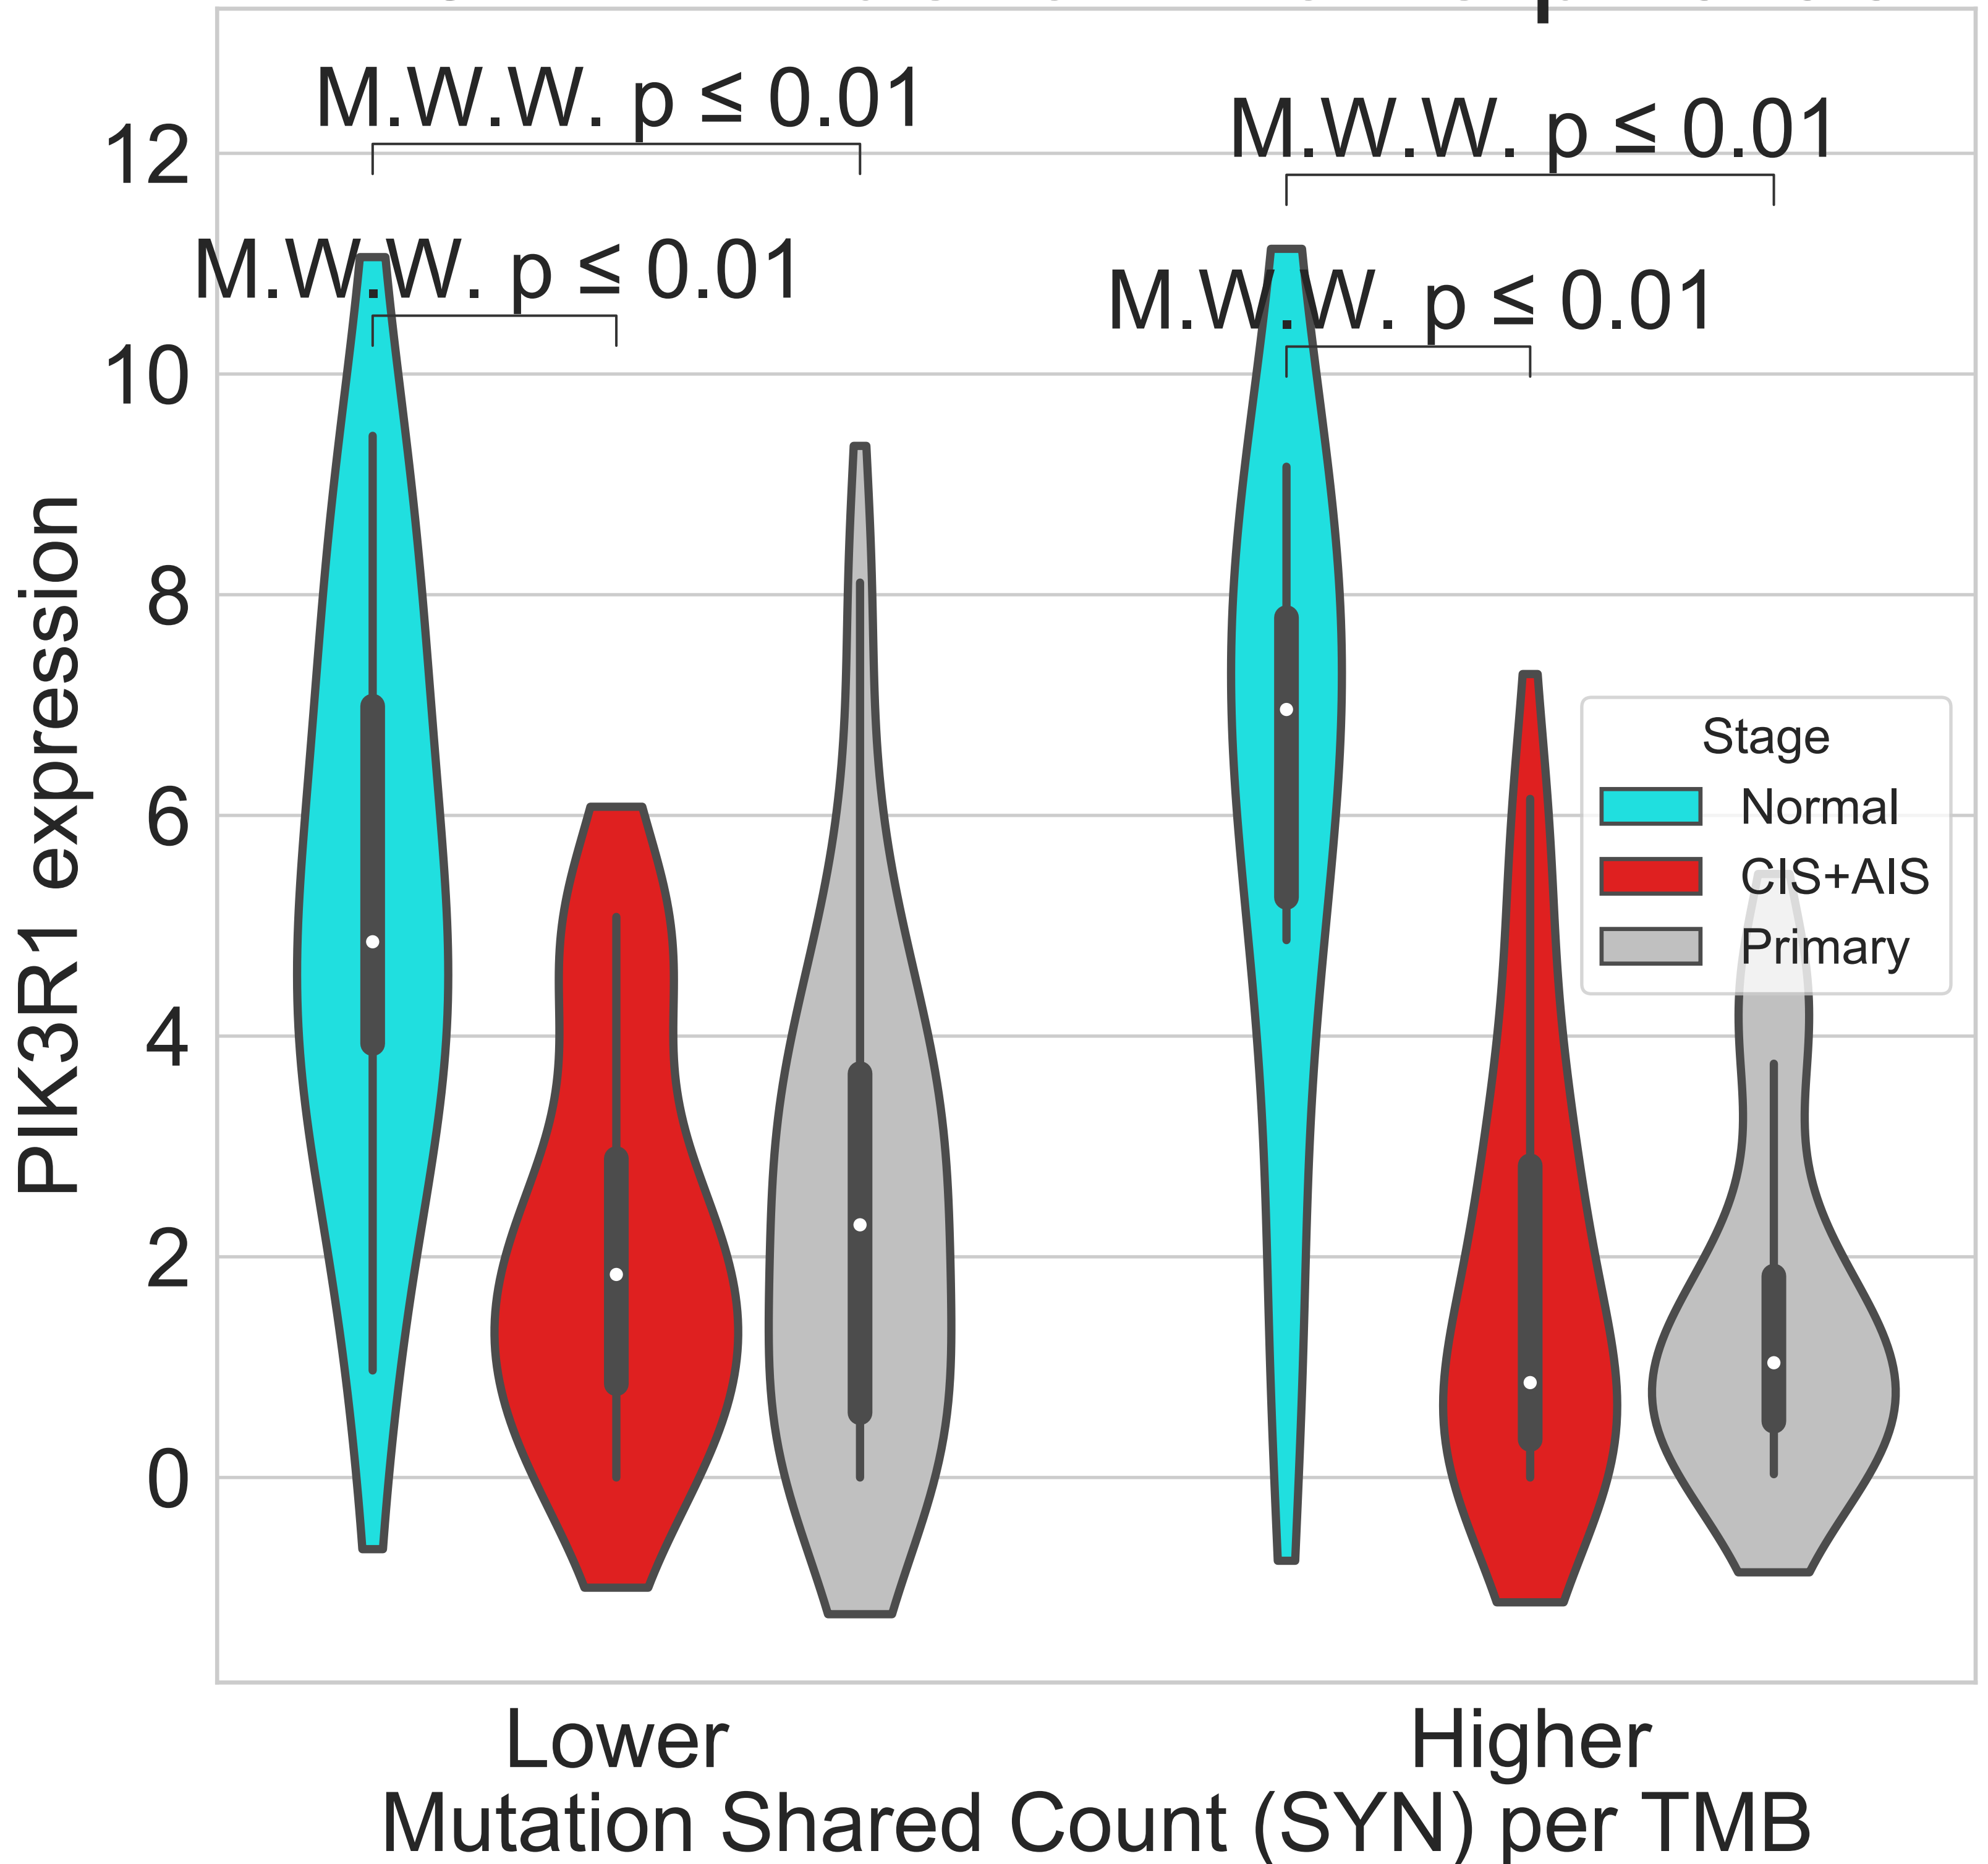 M.W.W. p ≤ 0.01
M.W.W. p ≤ 0.01
M.W.W. p ≤ 0.01
M.W.W. p ≤ 0.01
12
10
8
6
4
2
0
PIK3R1 expression
Stage
Normal
CIS+AIS
Primary
Lower
Higher
Mutation Shared Count (SYN) per TMB